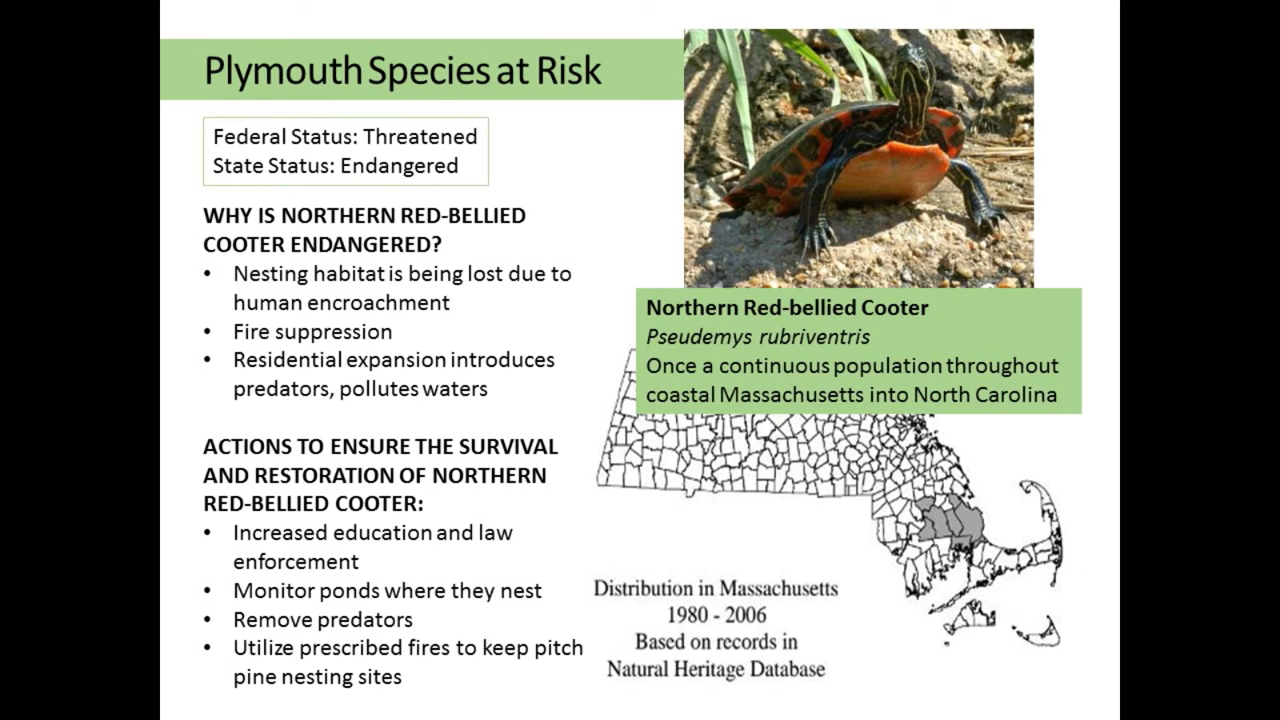 Plymouth Species at Risk
Federal Status: Threatened
State Status: Endangered
WHY IS NORTHERN RED-BELLIED
COOTER ENDANGERED?
• Nesting habitat is being lost due to
human encroachment
• Fire suppression
• Residential expansion introduces
predators, pollutes waters
ACTIONS TO ENSURE THE SURVIVAL
AND RESTORATION OF NORTHERN
RED-BELLIED COOTER:
• Increased education and law
enforcement
• Monitor ponds where they nest
• Remove predators
• Utilize prescribed fires to keep pitch
pine nesting sites
Northern Red-bellied Cooter
Pseudemys rubriventris
Once a continuous population throughout
coastal Massachusetts into North Carolina
Distribution in Massachusetts
1980 - 2006
Based on records in
Natural Heritage Database